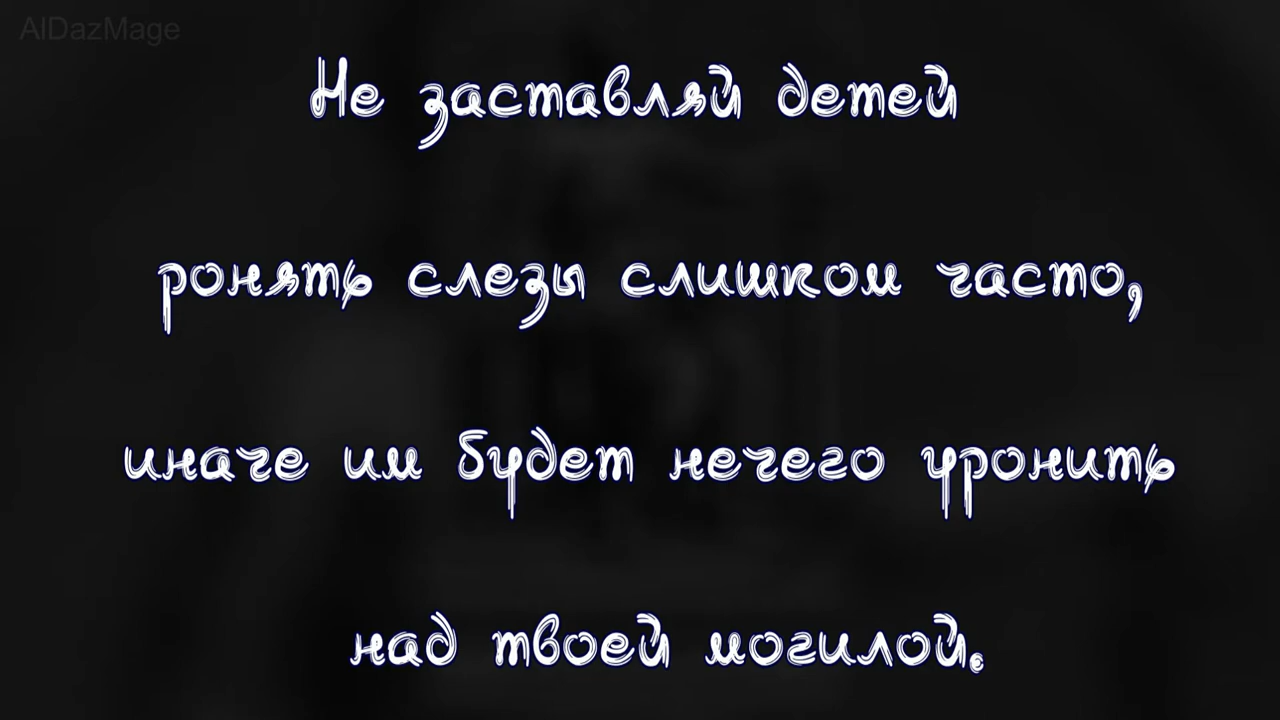 AlDazMage
Не заставляй детей
ронять слезы слишком часто,
иначе им будет нечего уронить
над твоей могилой.